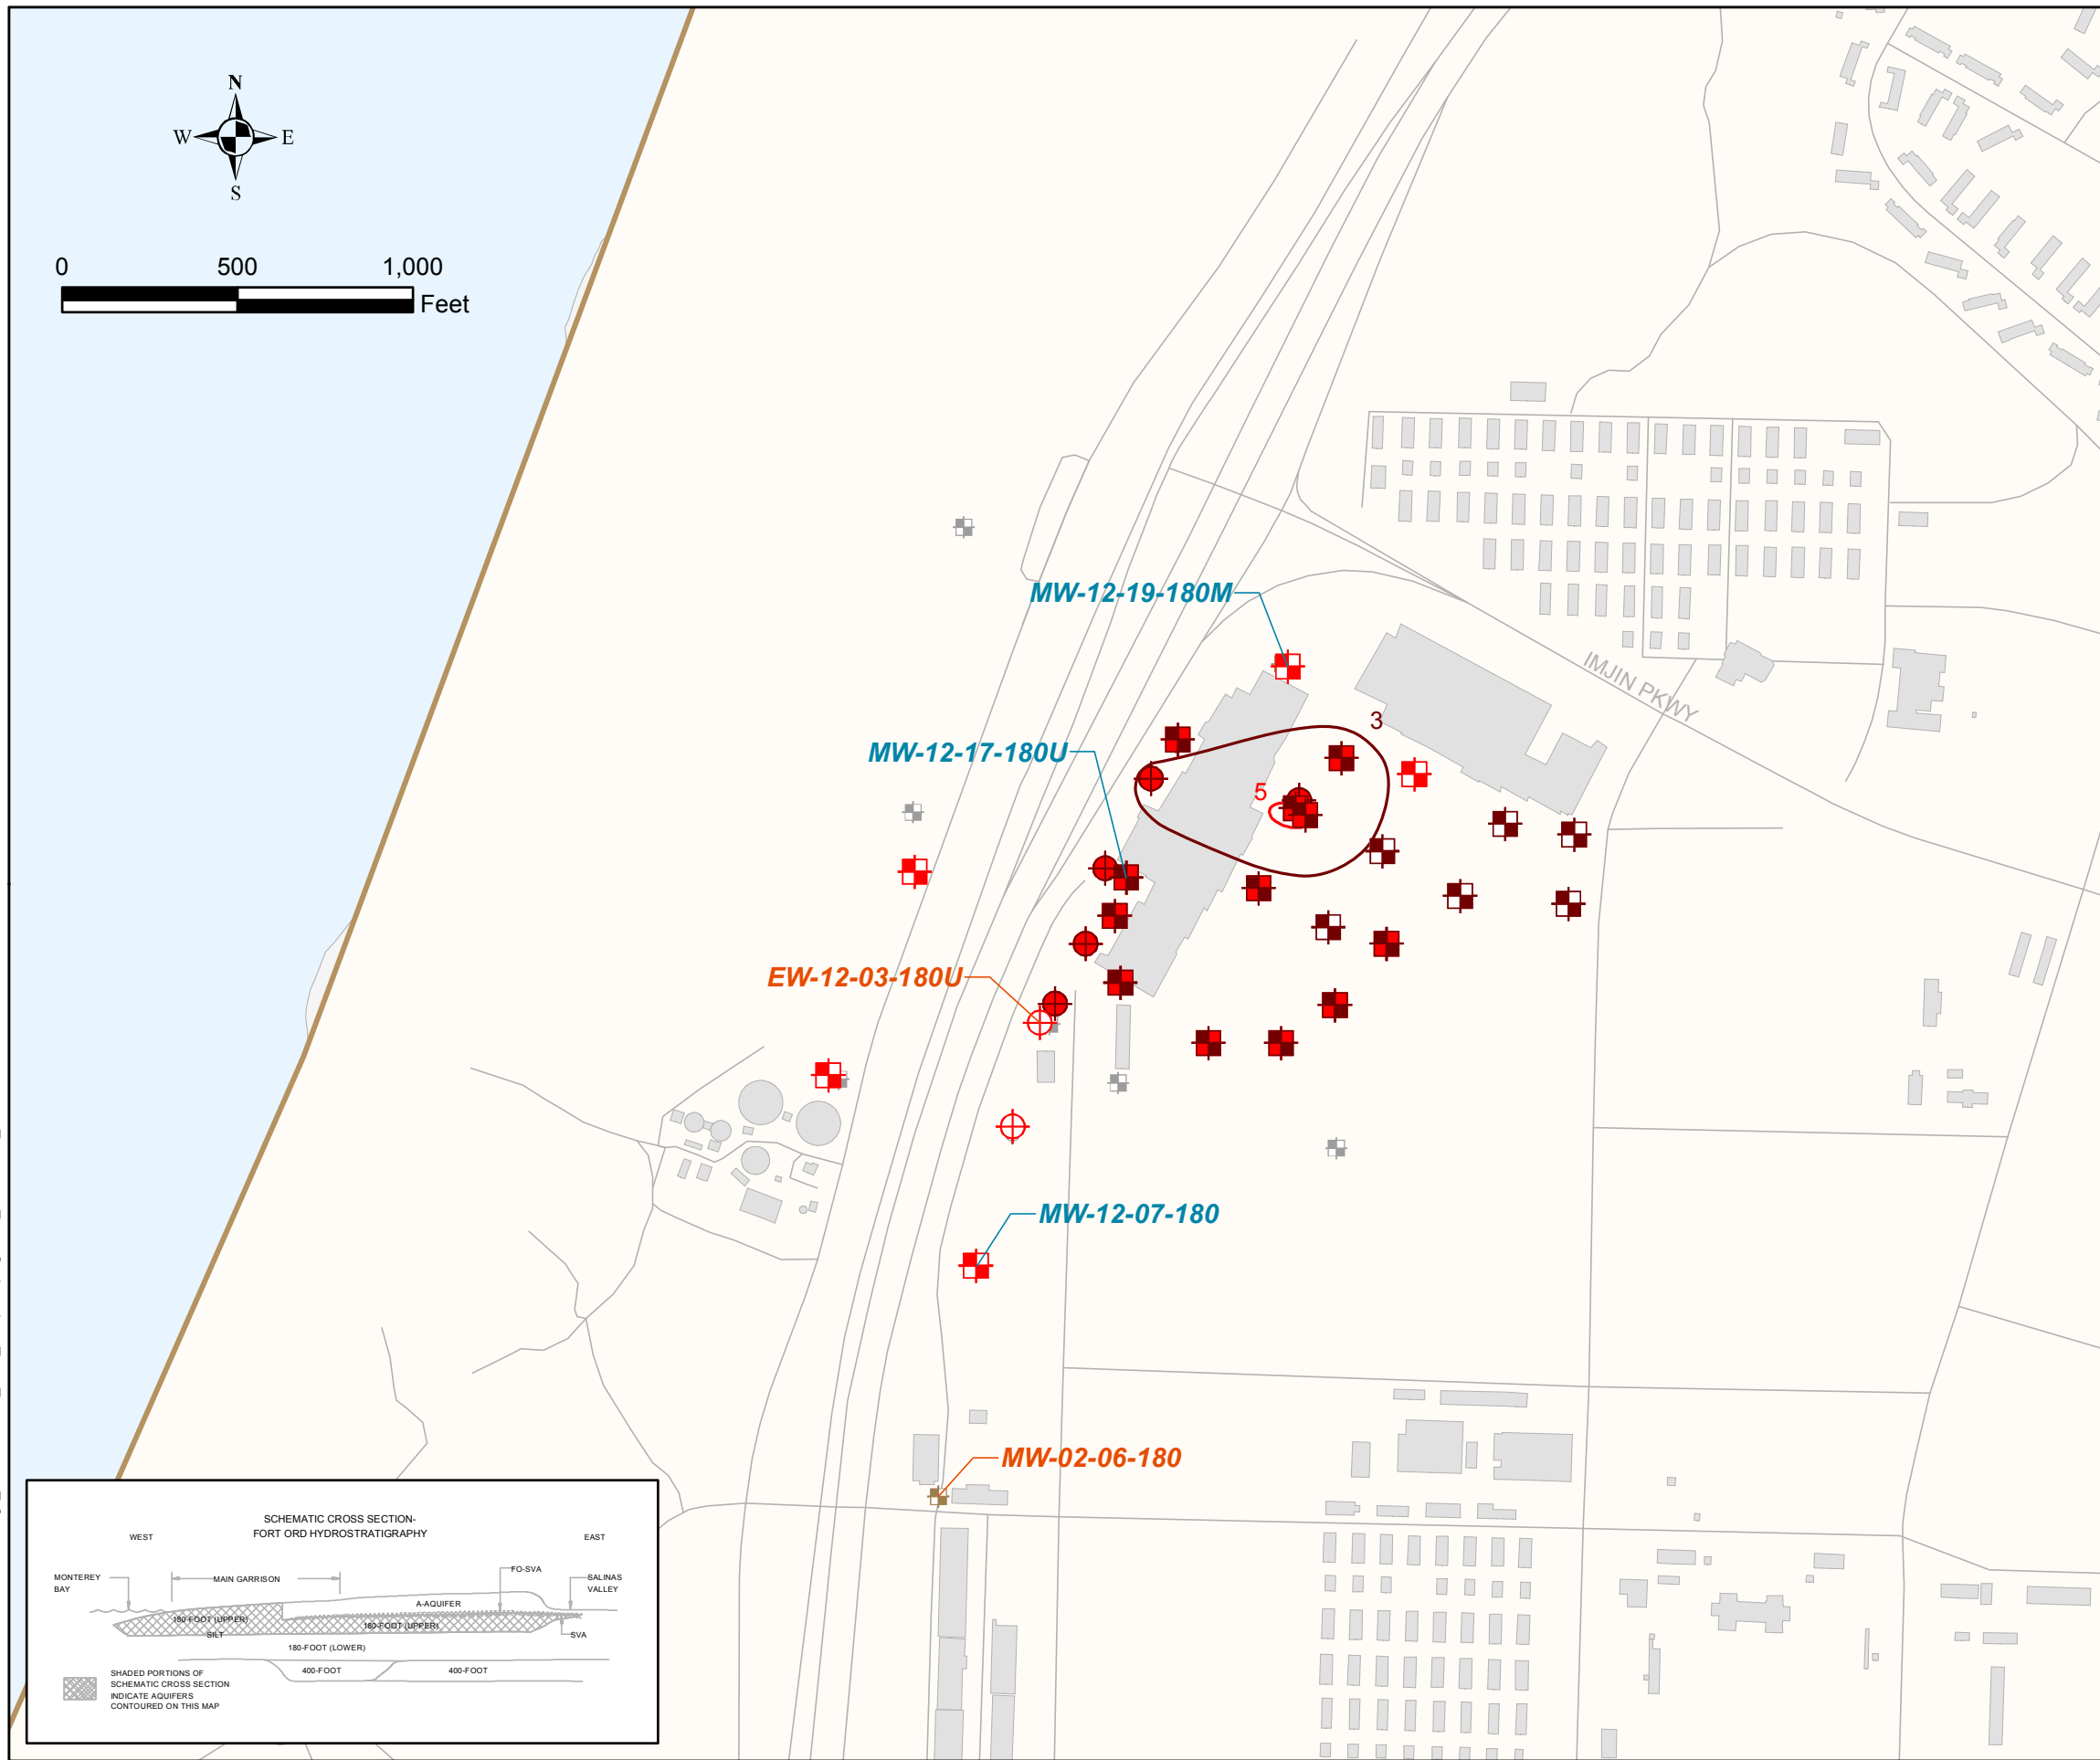 N
W E
S
0 500 1,000
Feet
MW-12-19-180M
IMJIN PKWY
3
MW-12-17-180U
5
EW-12-03-180U
MW-12-07-180
MW-02-06-180
SCHEMATIC CROSS SECTION-
FORT ORD HYDROSTRATIGRAPHY
WEST EAST
FO-SVA
MONTEREY
BAY
MAIN GARRISON
SALINAS
VALLEY
A-AQUIFER
180-FOOT (UPPER)
180-FOOT (UPPER)
SILT
SVA
180-FOOT (LOWER)
400-FOOT 400-FOOT
SHADED PORTIONS OF
SCHEMATIC CROSS SECTION
INDICATE AQUIFERS
CONTOURED ON THIS MAP